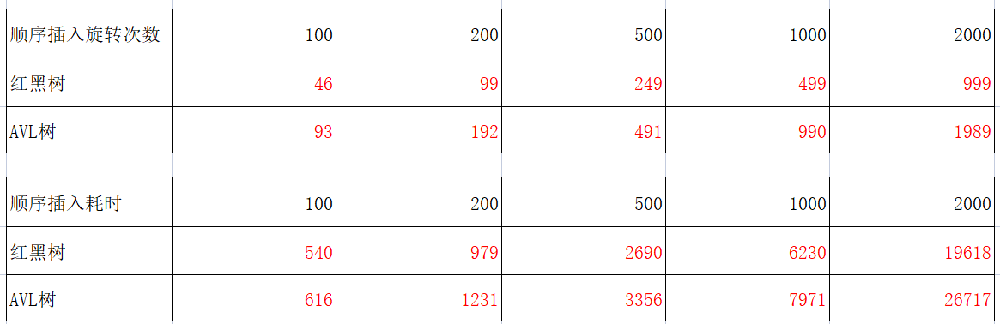 顺序插入旋转次数 100 200 500 1000 2000
红黑树 46 99 249 499 999
AVL树 93 192 491 990 1989
顺序插入耗时 100 200 500 1000 2000
红黑树 540 979 2690 6230 19618
AVL树 616 1231 3356 7971 26717